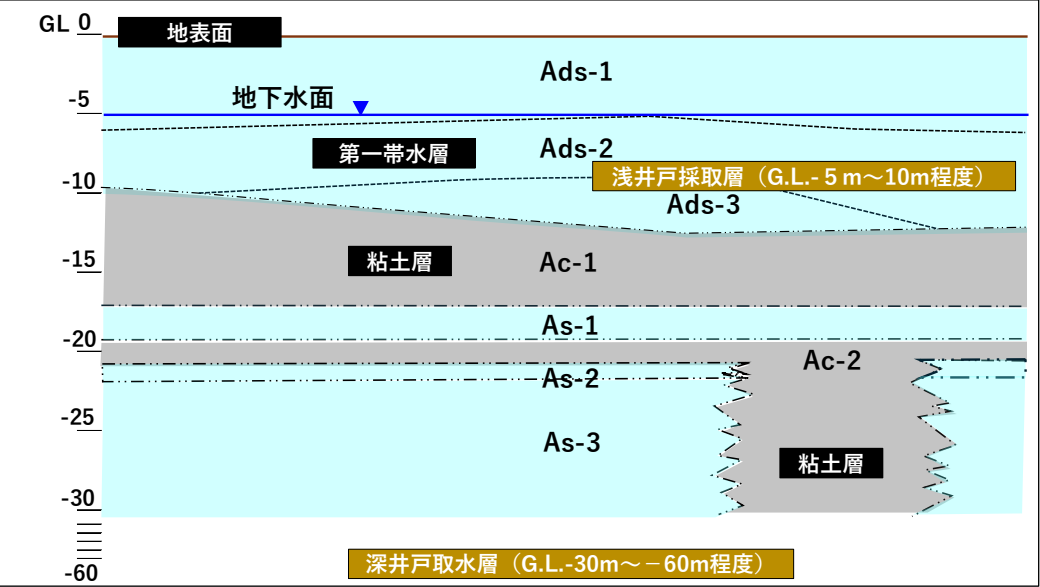 GL 0
地表面
Ads-1
-5
地下水面
第一帯水層
Ads-2
-10
浅井戸採取層（G.L.-５m～10m程度）
Ads-3
-15
粘土層
Ac-1
As-1
-20
Ac-2
As-2
-25
As-3
粘土層
-30
-60
深井戸取水層（G.L.-30m～－60m程度）